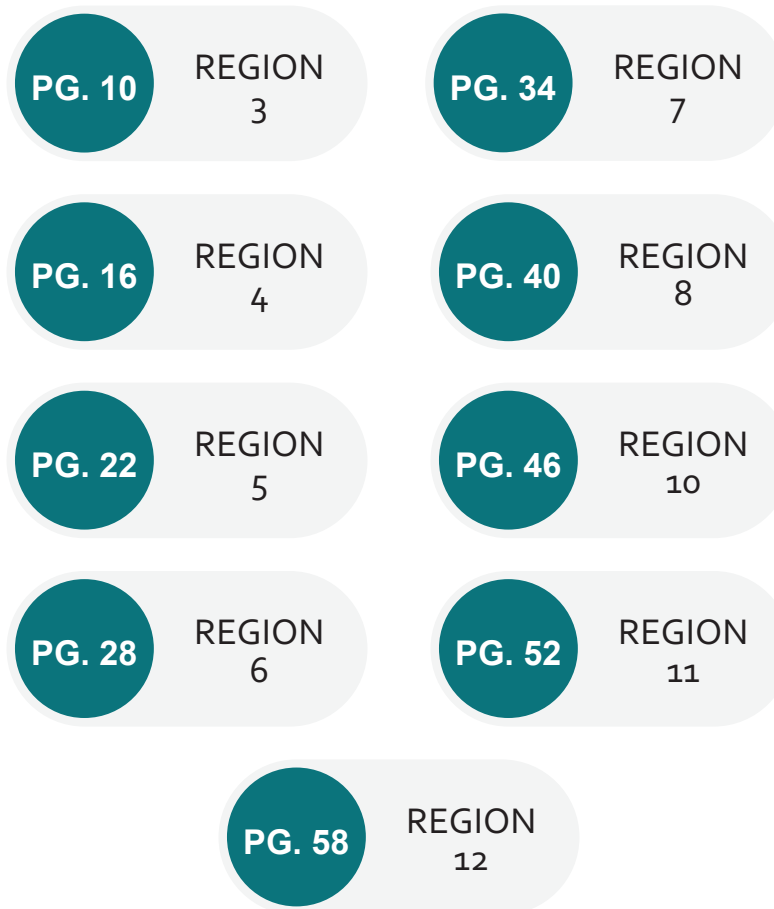 PG. 10
REGION
3
PG. 16
REGION
4
PG. 22
REGION
5
PG. 28
REGION
6
PG. 34
REGION
7
PG. 40
REGION
8
PG. 46
REGION
10
PG. 52
REGION
11
PG. 58
REGION
12